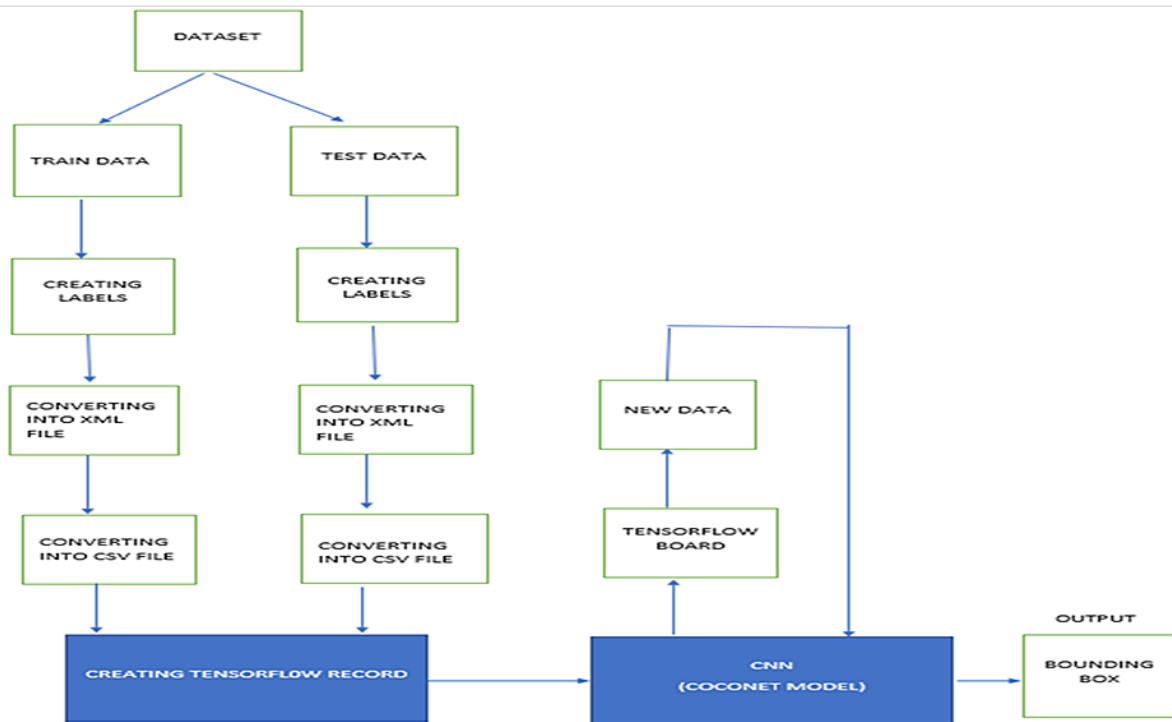 DATASET
TRAIN DATA
TEST DATA
CREATING
LABELS
CREATING
LABELS
CONVERTING
INTO XML
FILE
CONVERTING
INTO XML
FILE
NEW DATA
CONVERTING
INTO CSV FILE
CONVERTING
INTO CSV FILE
TENSORFLOW
BOARD
CREATING TENSORFLOW RECORD
CNN
(COCONET MODEL)
OUTPUT
BOUNDING
BOX